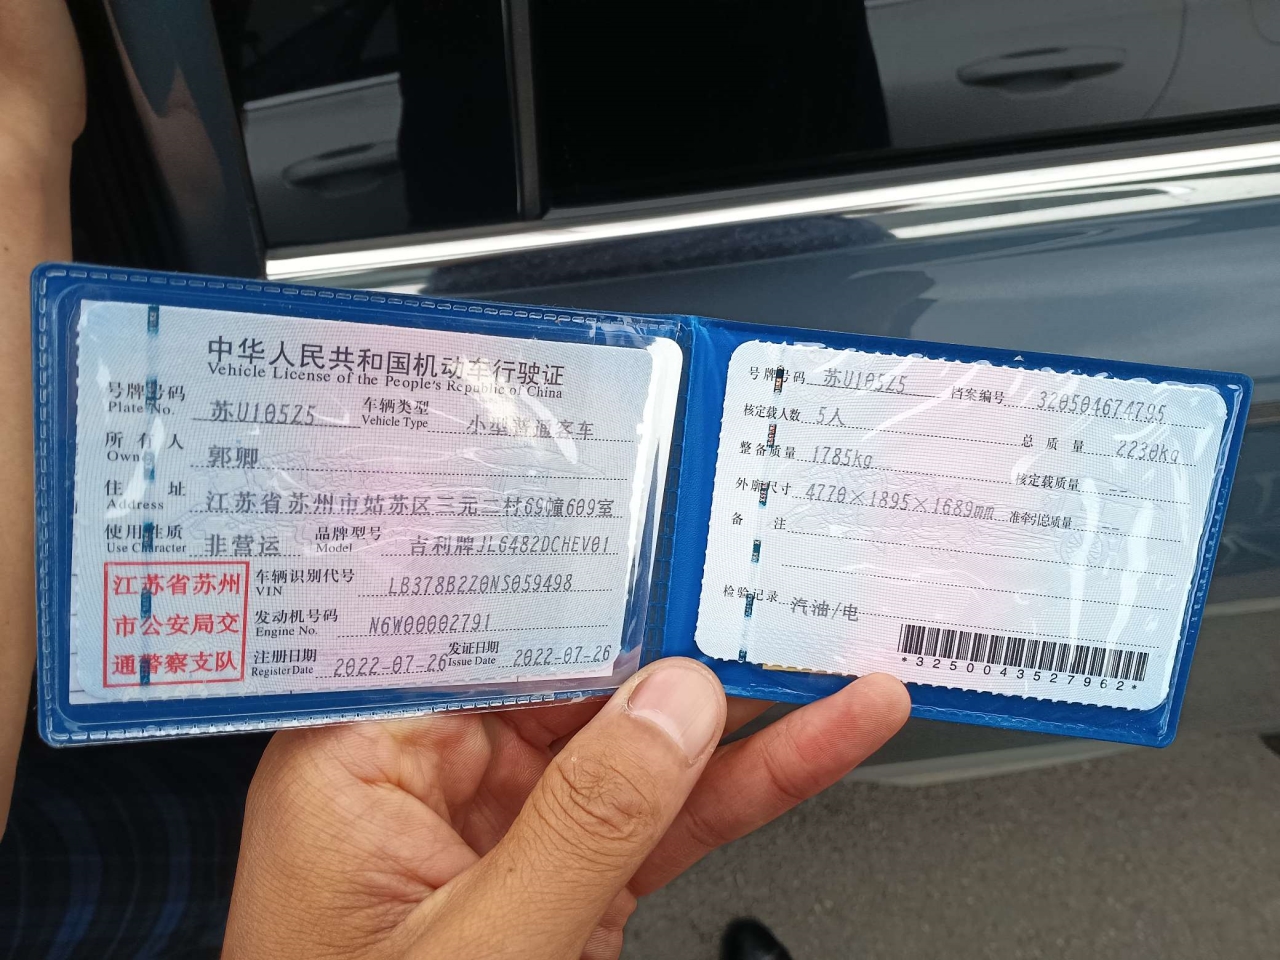 中华人民共和国机动车行驶证
Vehicle License of the People's Republic of China
号牌号码 苏U105Z5 车辆类型 小型普通客车
Plate No. Vehicle Type
所有人 郭卿
Owner
住址 江苏省苏州市姑苏区三元二村69幢609室
Address
使用性质 非营运 品牌型号 吉利牌JL6482DCHEV01
Use Character Model
江苏省苏州
市公安局交
通警察支队
车辆识别代号 LB378B2Z0NS059498
VIN
发动机号码 N6W00002791
Engine No.
注册日期 2022-07-26 发证日期 2022-07-26
Register Date Issue Date
号牌号码 苏U105Z5 档案编号 320504674795
核定载人数 5人 总质量 2230kg
整备质量 1785kg 核定载质量 --
外廓尺寸 4770×1895×1689mm 准牵引总质量 --
备注
检验记录 汽油/电
*3250043527962*